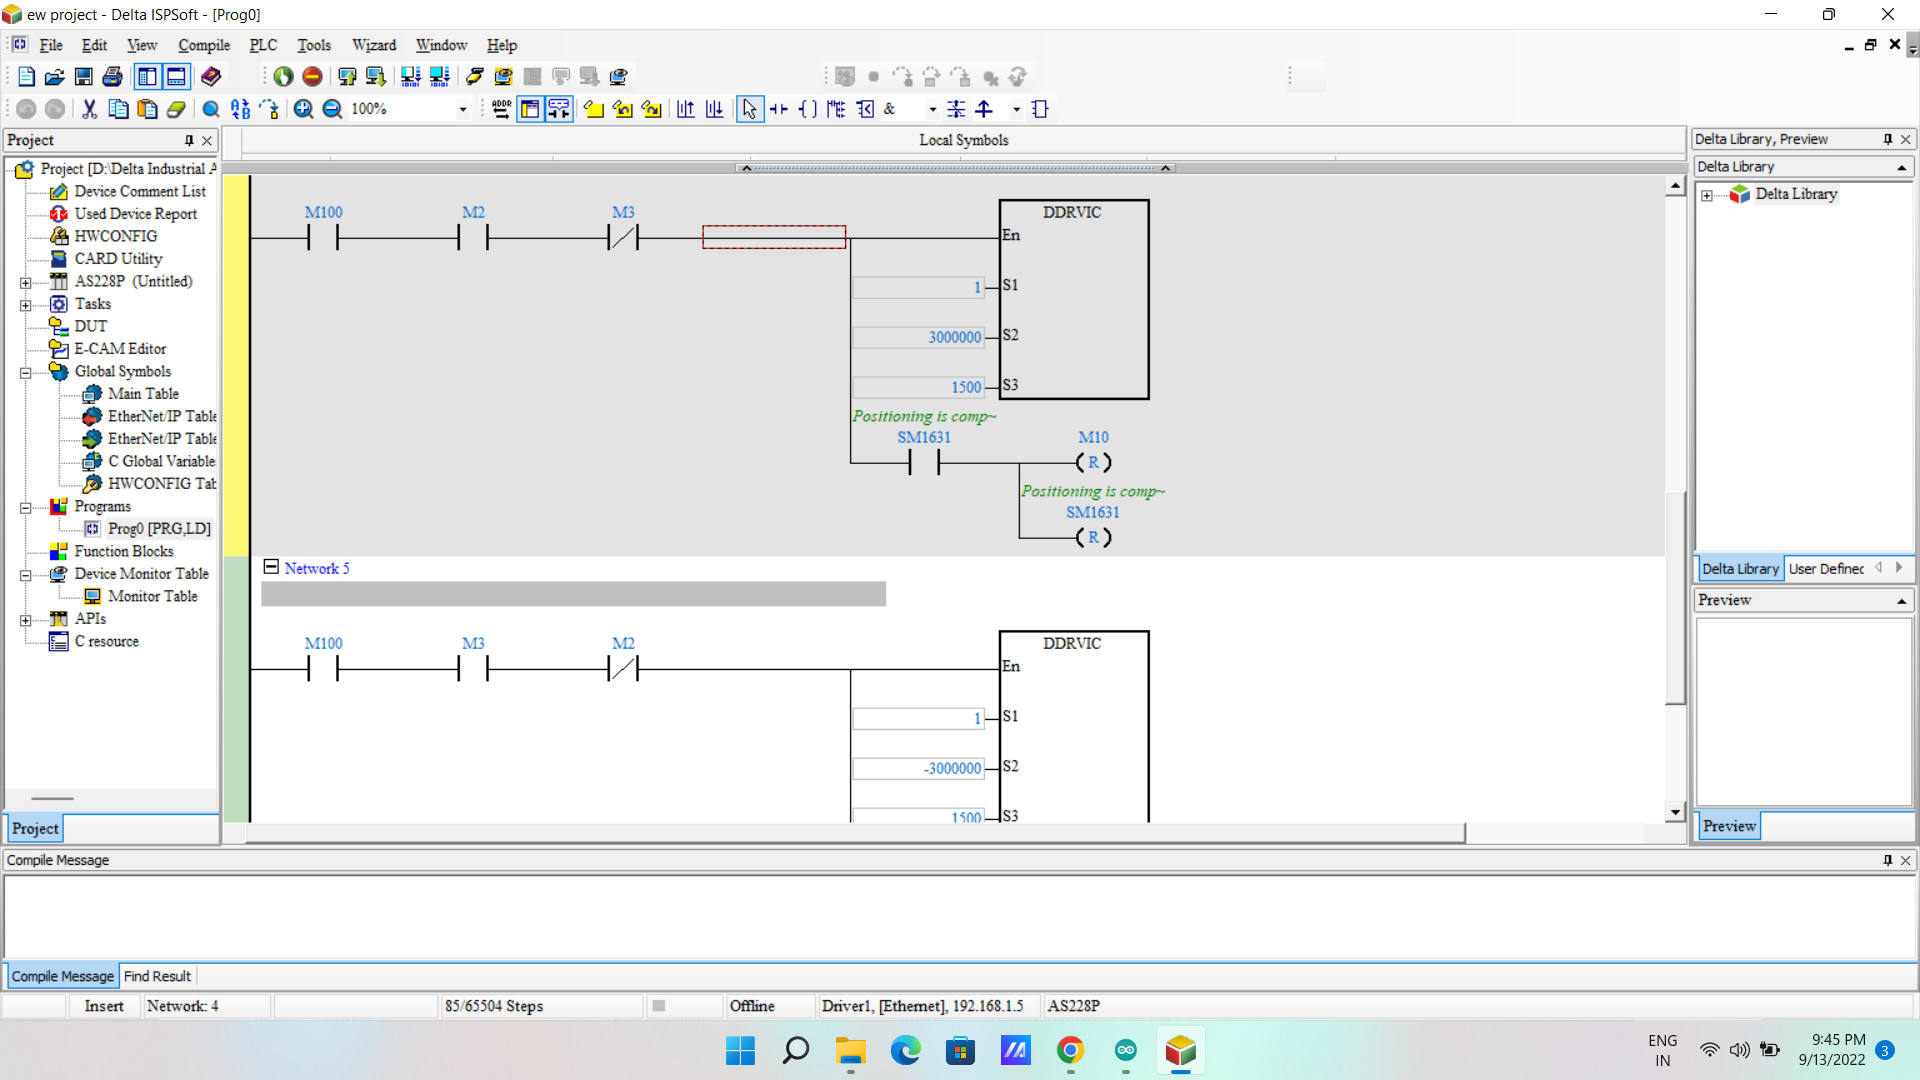 ew project - Delta ISPSoft - [Prog0]
File Edit View Compile PLC Tools Wizard Window Help
100% ADDR &
Project
Project [D:\Delta Industrial A
Device Comment List
Used Device Report
HWCONFIG
CARD Utility
AS228P (Untitled)
Tasks
DUT
E-CAM Editor
Global Symbols
Main Table
EtherNet/IP Table
EtherNet/IP Table
C Global Variable
HWCONFIG Tab
Programs
Prog0 [PRG,LD]
Function Blocks
Device Monitor Table
Monitor Table
APIs
C resource
Project
Local Symbols
M100 M2 M3 DDRVIC
En
1 S1
3000000 S2
1500 S3
Positioning is comp~
SM1631 M10
R
Positioning is comp~
SM1631
R
Network 5
M100 M3 M2 DDRVIC
En
1 S1
-3000000 S2
1500 S3
Delta Library, Preview
Delta Library
Delta Library
Delta Library User Definec
Preview
Preview
Compile Message
Compile Message Find Result
Insert Network: 4 85/65504 Steps Offline Driver1, [Ethernet], 192.168.1.5 AS228P
ENG
IN
9:45 PM
9/13/2022
3